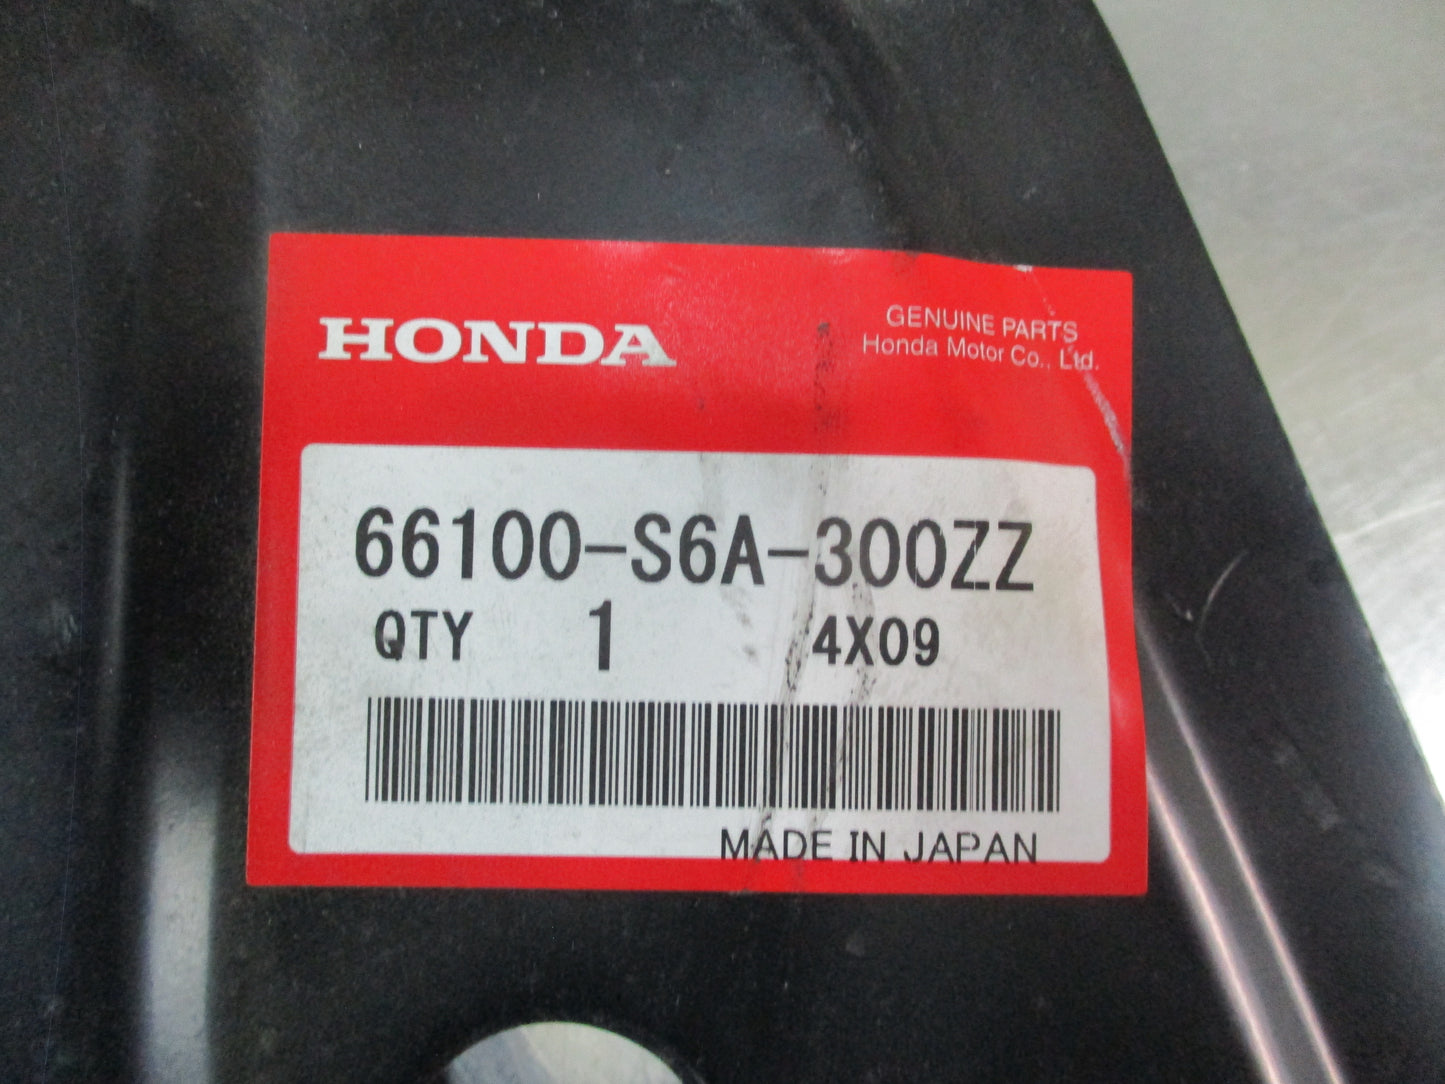 HONDA
GENUINE PARTS
Honda Motor Co., Ltd.
66100-S6A-300ZZ
QTY 1 4X09
MADE IN JAPAN